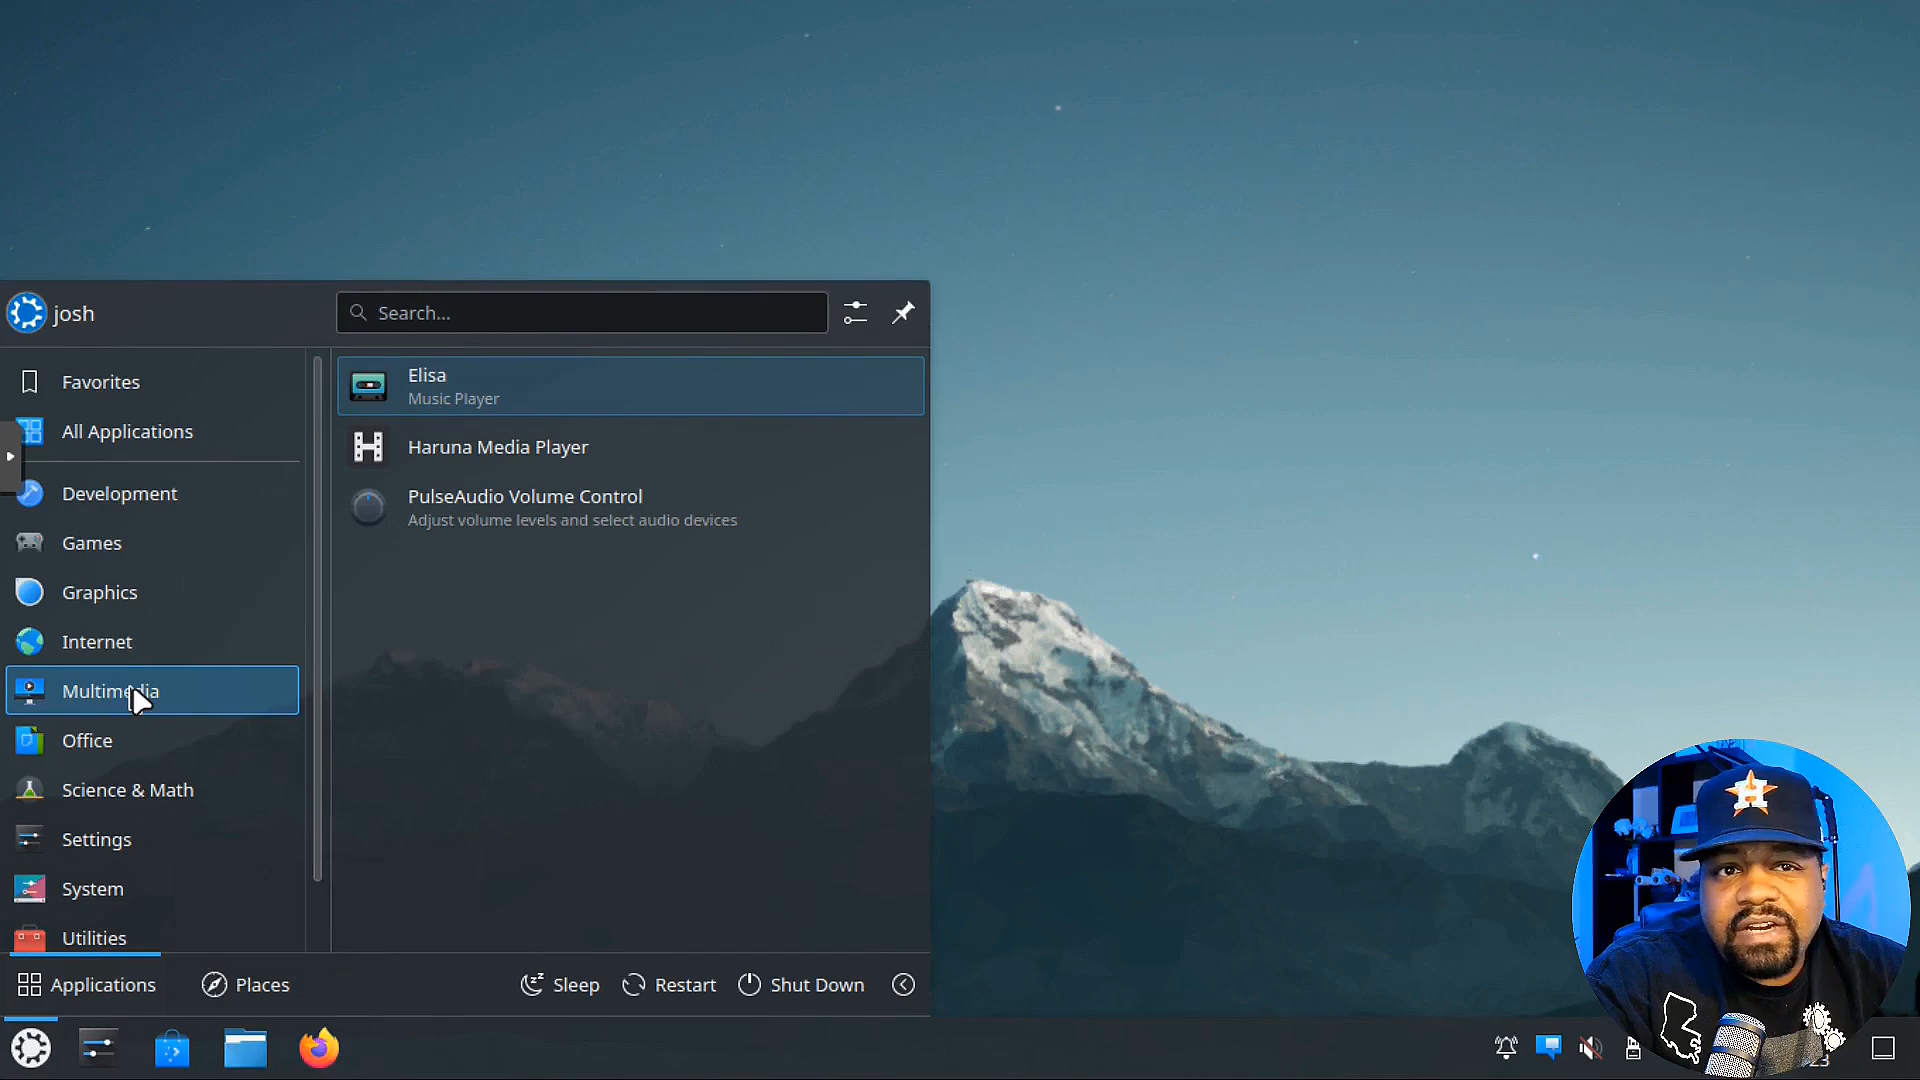 josh
Search...
Favorites
All Applications
Development
Games
Graphics
Internet
Multimedia
Office
Science & Math
Settings
System
Utilities
Elisa
Music Player
Haruna Media Player
PulseAudio Volume Control
Adjust volume levels and select audio devices
Applications
Places
Sleep
Restart
Shut Down
H
23